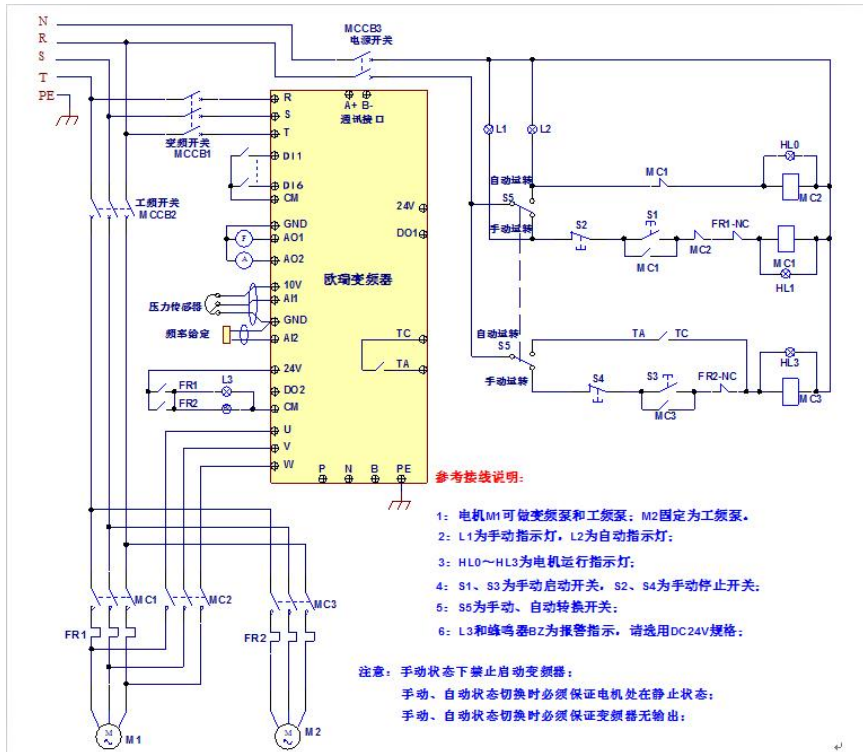 N
R
S
T
PE
MCCB3
电源开关
变频开关
MCCB1
工频开关
MCCB2
R
S
T
DI1
DI6
CM
GND
AO1
AO2
10V
AI1
GND
AI2
24V
DO2
CM
U
V
W
A+ B-
通讯接口
24V
DO1
欧瑞变频器
TC
TA
P N B PE
F
A
压力传感器
频率给定
FR1 L3
FR2
L1
L2
自动运转
S5
手动运转
MC1
HL0
MC2
S2
S1
MC1
MC2
FR1-NC
MC1
HL1
自动运转
S5
手动运转
TA TC
S4
S3
MC3
FR2-NC
HL3
MC3
MC1
MC2
MC3
FR1
FR2
M
M1
M
M2
参考接线说明:
1: 电机M1可做变频泵和工频泵; M2固定为工频泵。
2: L1为手动指示灯, L2为自动指示灯;
3: HL0~HL3为电机运行指示灯;
4: S1、S3为手动启动开关, S2、S4为手动停止开关;
5: S5为手动、自动转换开关;
6: L3和蜂鸣器BZ为报警指示, 请选用DC24V规格;
注意: 手动状态下禁止启动变频器;
手动、自动状态切换时必须保证电机处在静止状态;
手动、自动状态切换时必须保证变频器无输出;